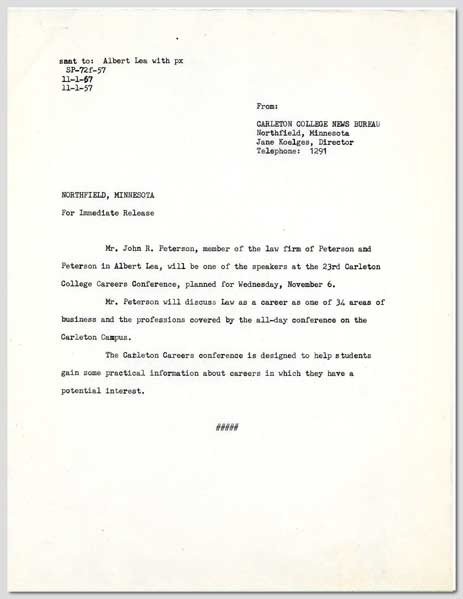 sent to: Albert Lea with px
SP-72f-57
11-1-67
11-1-57
From:
CARLETON COLLEGE NEWS BUREAU
Northfield, Minnesota
Jane Koelges, Director
Telephone: 1291
NORTHFIELD, MINNESOTA
For Immediate Release
Mr. John R. Peterson, member of the law firm of Peterson and
Peterson in Albert Lea, will be one of the speakers at the 23rd Carleton
College Careers Conference, planned for Wednesday, November 6.
Mr. Peterson will discuss Law as a career as one of 34 areas of
business and the professions covered by the all-day conference on the
Carleton Campus.
The Carleton Careers conference is designed to help students
gain some practical information about careers in which they have a
potential interest.
#####